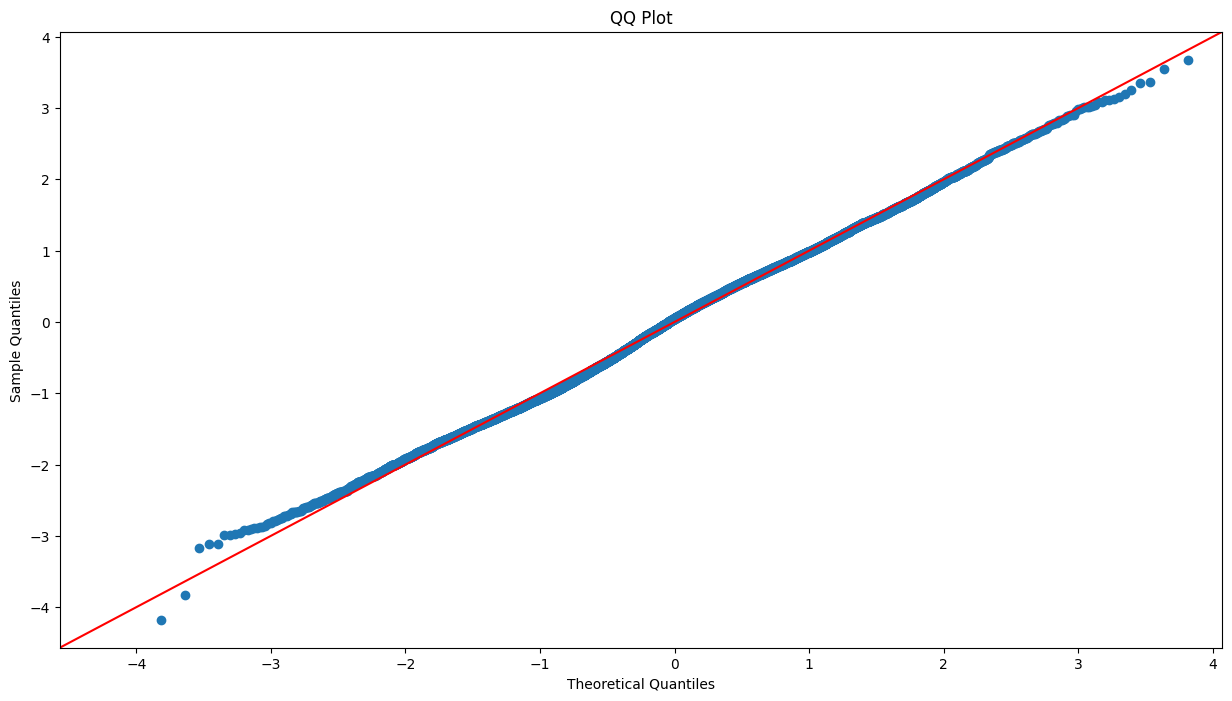 QQ Plot
4
3
2
1
0
−1
−2
−3
−4
Sample Quantiles
−4 −3 −2 −1 0 1 2 3 4
Theoretical Quantiles